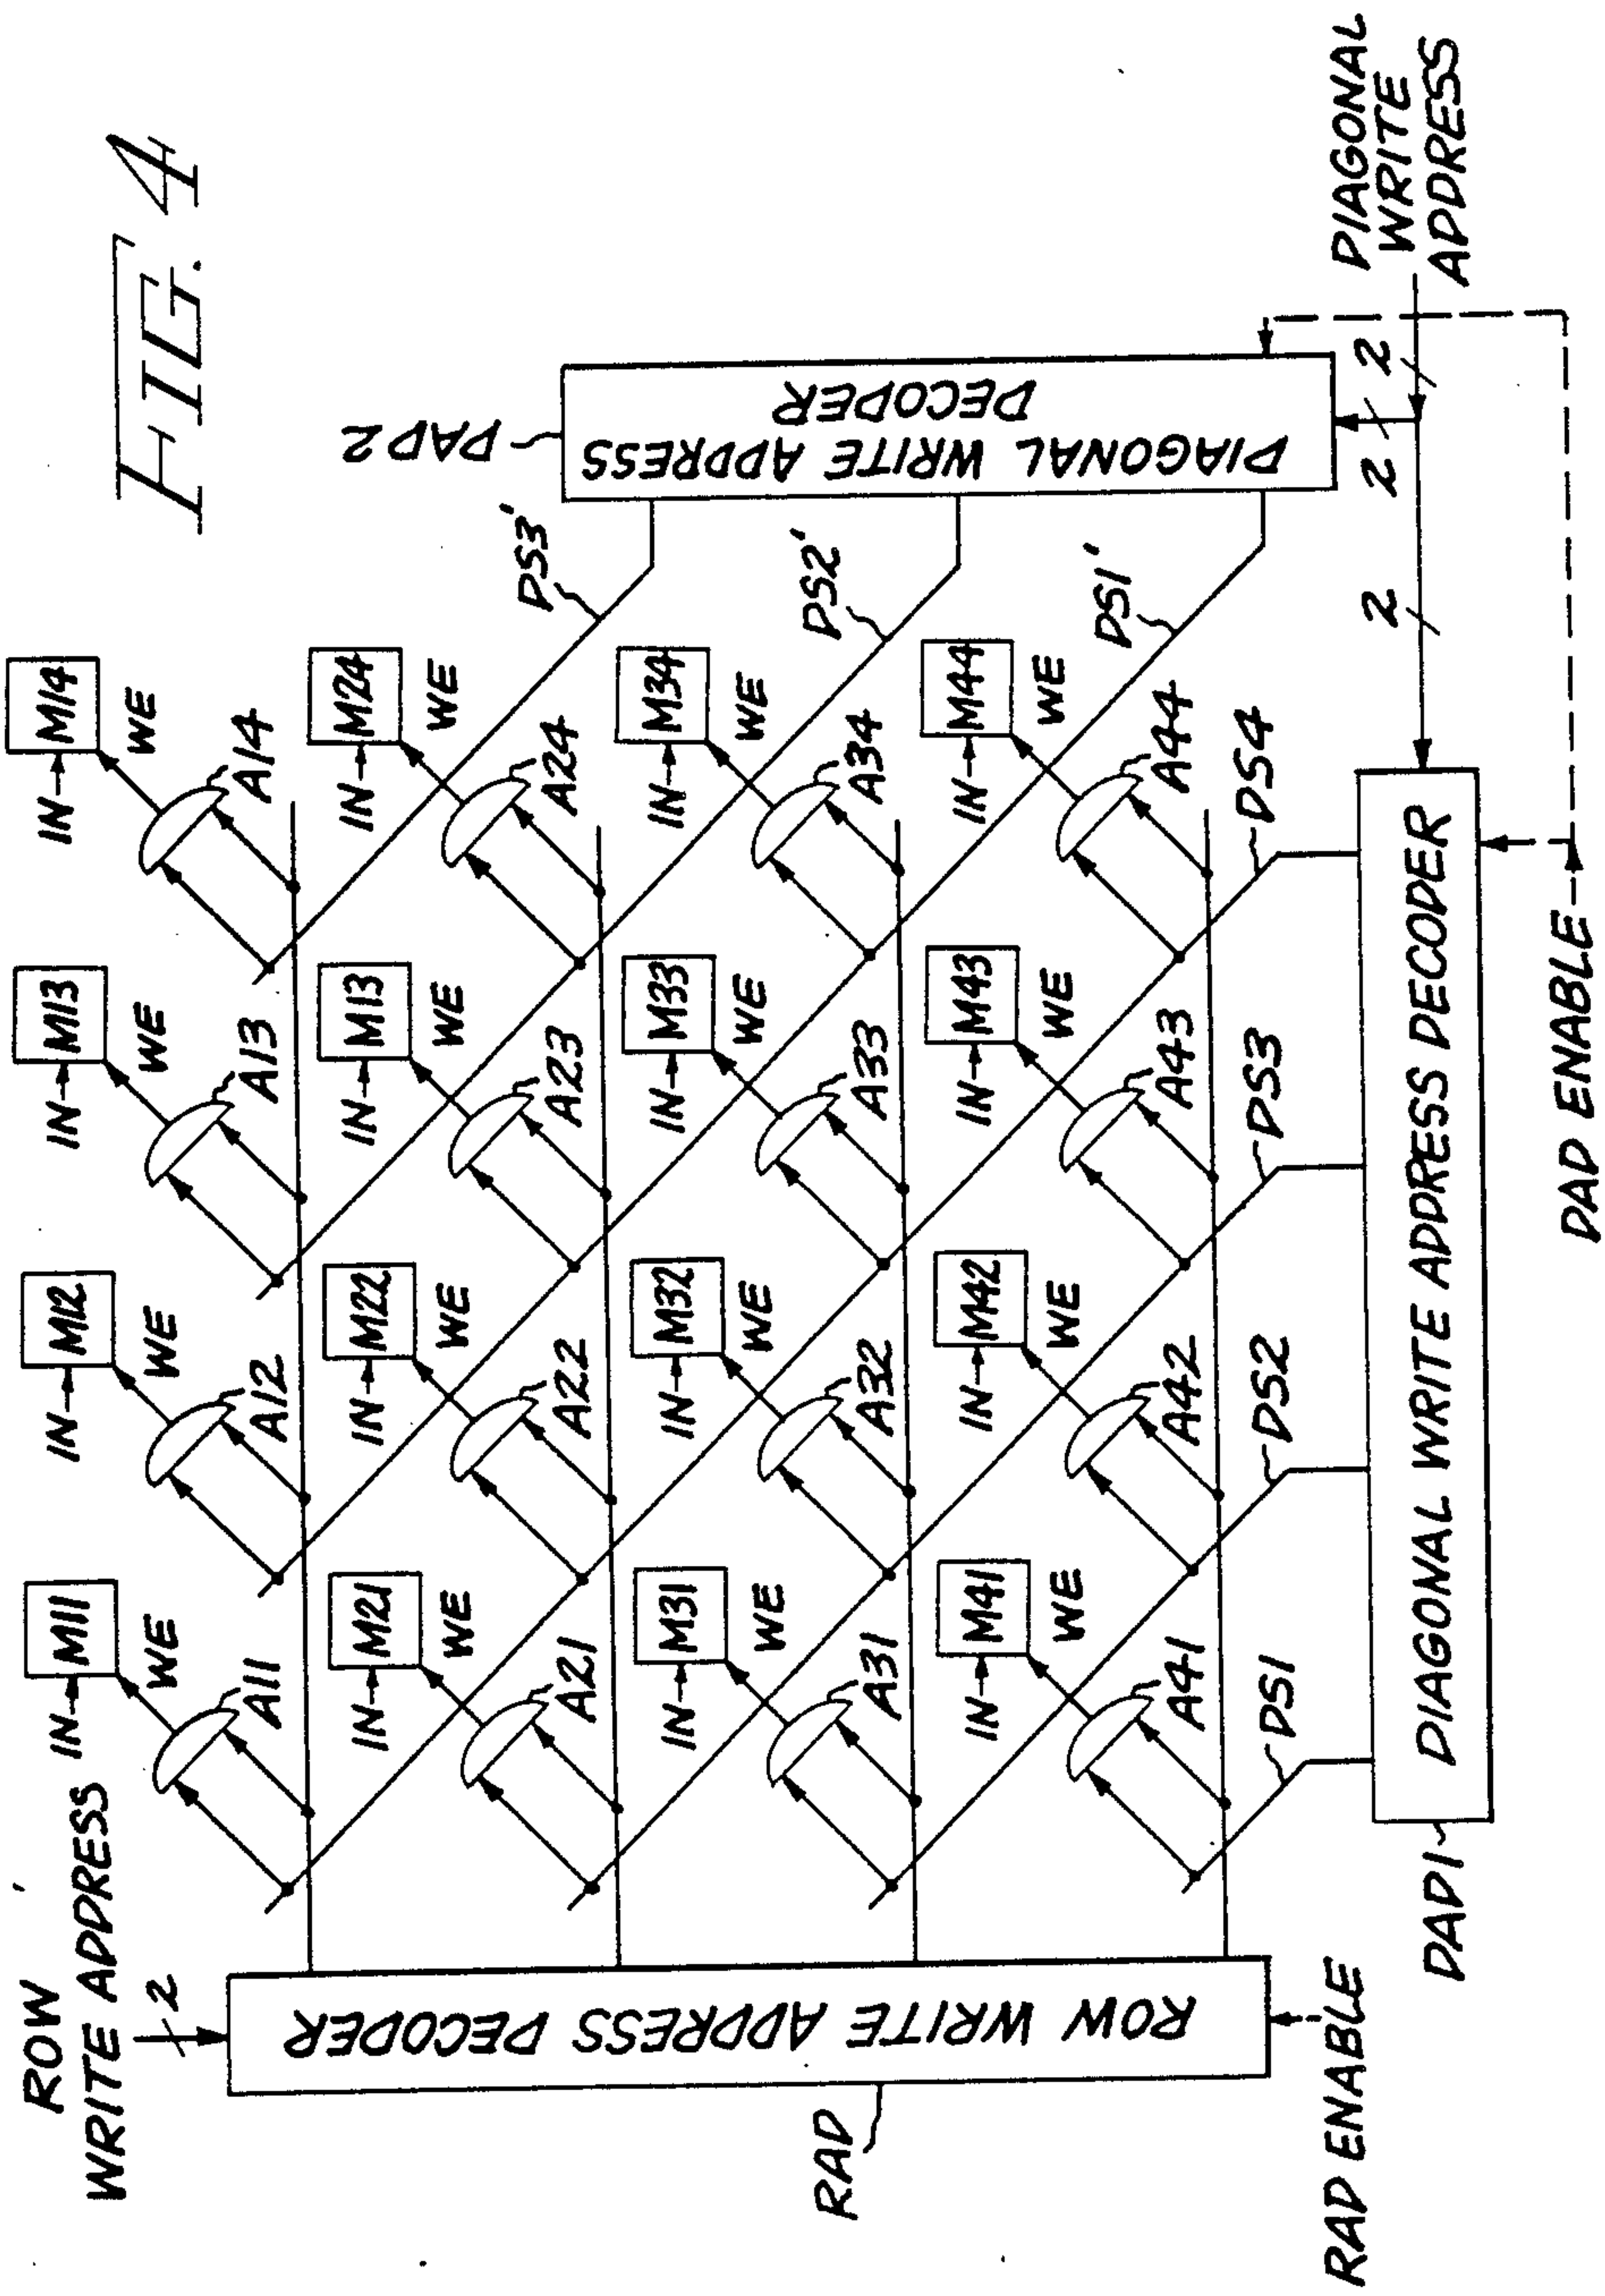 FIG. 4
ROW
WRITE ADDRESS
2
IN
M11
WE
A11
IN
M12
WE
A12
IN
M13
WE
A13
IN
M14
WE
A14
IN
M21
WE
A21
IN
M22
WE
A22
IN
M13
WE
A23
IN
M24
WE
A24
IN
M31
WE
A31
IN
M32
WE
A32
IN
M33
WE
A33
IN
M34
WE
A34
IN
M41
WE
A41
IN
M42
WE
A42
IN
M43
WE
A43
IN
M44
WE
A44
ROW WRITE ADDRESS DECODER
RAD
RAD ENABLE
DS3'
DS2'
DS1'
DAD2
DIAGONAL WRITE ADDRESS
DECODER
DS1
DS2
DS3
DS4
DAD1
DIAGONAL WRITE ADDRESS DECODER
2
2
2
DIAGONAL
WRITE
ADDRESS
DAD ENABLE